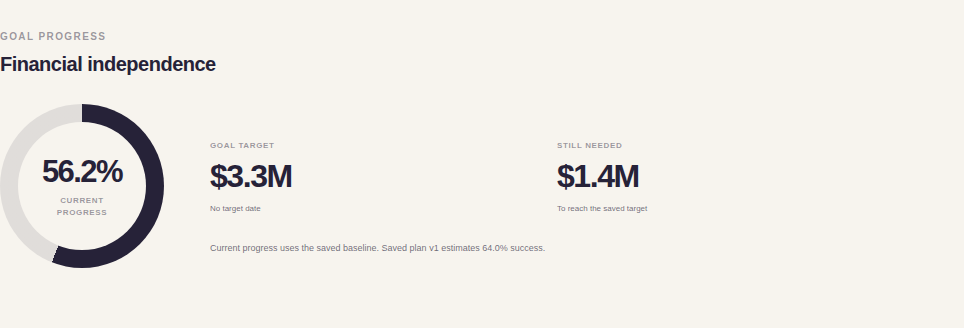 GOAL PROGRESS
Financial independence
56.2%
CURRENT
PROGRESS
GOAL TARGET
$3.3M
No target date
STILL NEEDED
$1.4M
To reach the saved target
Current progress uses the saved baseline. Saved plan v1 estimates 64.0% success.